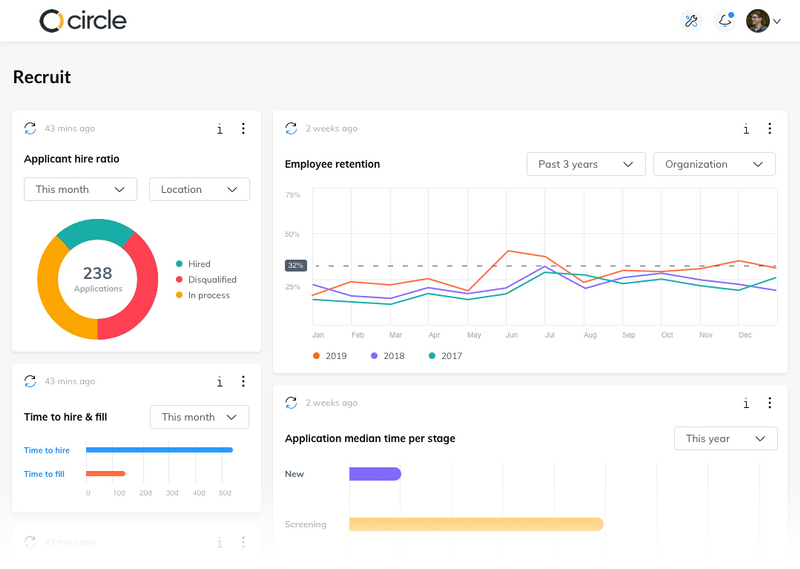 circle
Recruit
43 mins ago
i
Applicant hire ratio
This month
Location
238
Applications
Hired
Disqualified
In process
2 weeks ago
i
Employee retention
Past 3 years
Organization
75%
50%
32%
25%
Jan Feb Mar Apr May Jun Jul Aug Sep Oct Nov Dec
2019 2018 2017
43 mins ago
i
Time to hire & fill
This month
Time to hire
Time to fill
0 10d 20d 30d 40d 50d
2 weeks ago
i
Application median time per stage
This year
New
Screening
43 mins ago
i